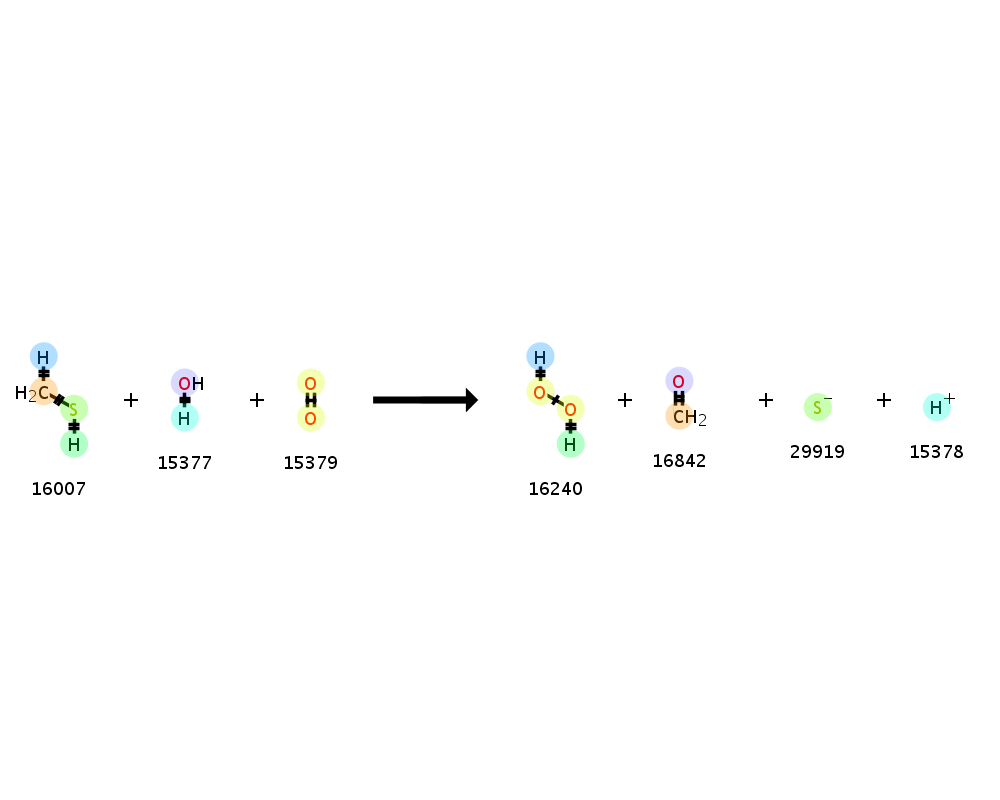 H
H2C
S
H
16007
+
OH
H
15377
+
O
O
15379
H
O
O
H
16240
+
O
CH2
16842
+
S−
29919
+
H+
15378